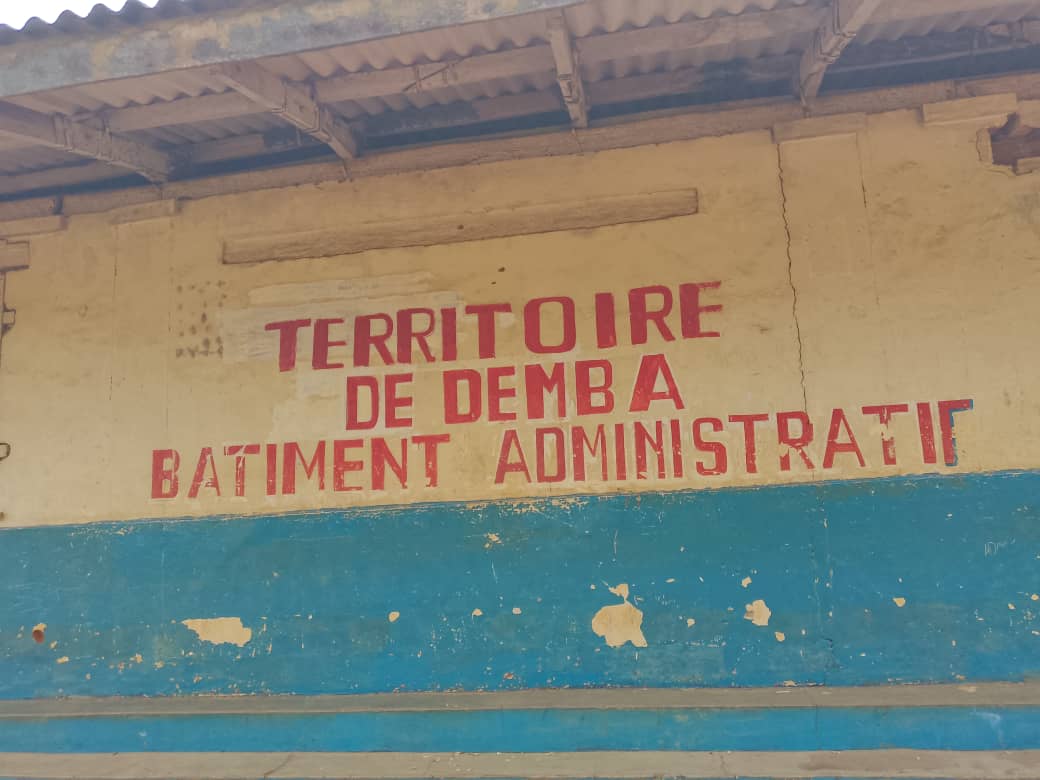 TERRITOIRE
DE DEMBA
BATIMENT ADMINISTRATIF